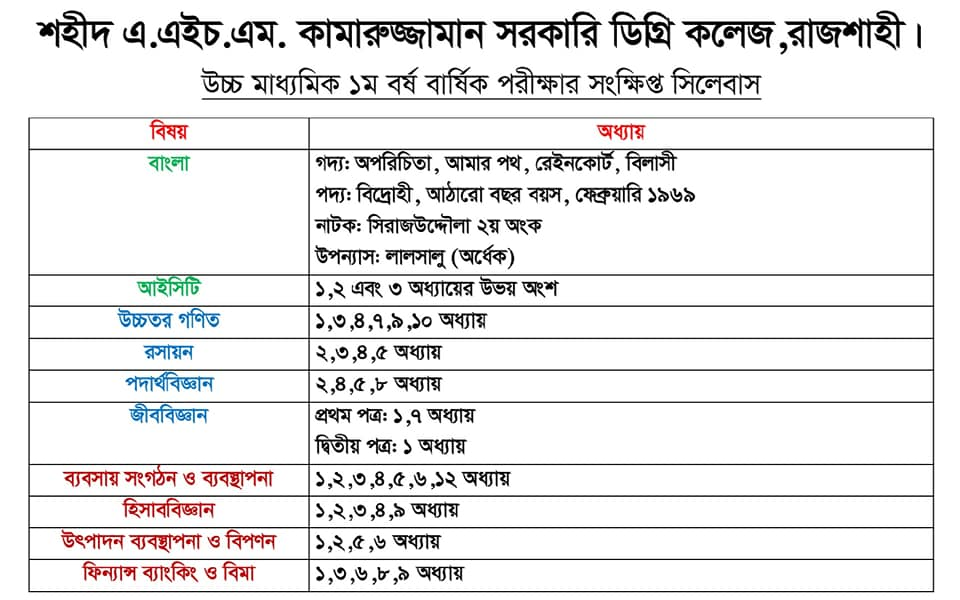 শহীদ এ.এইচ.এম. কামারুজ্জামান সরকারি ডিগ্রি কলেজ,রাজশাহী।
উচ্চ মাধ্যমিক ১ম বর্ষ বার্ষিক পরীক্ষার সংক্ষিপ্ত সিলেবাস
বিষয় অধ্যায়
বাংলা গদ্য: অপরিচিতা, আমার পথ, রেইনকোর্ট, বিলাসী
পদ্য: বিদ্রোহী, আঠারো বছর বয়স, ফেব্রুয়ারি ১৯৬৯
নাটক: সিরাজউদ্দৌলা ২য় অংক
উপন্যাস: লালসালু (অর্ধেক)
আইসিটি ১,২ এবং ৩ অধ্যায়ের উভয় অংশ
উচ্চতর গণিত ১,৩,৪,৭,৯,১০ অধ্যায়
রসায়ন ২,৩,৪,৫ অধ্যায়
পদার্থবিজ্ঞান ২,৪,৫,৮ অধ্যায়
জীববিজ্ঞান প্রথম পত্র: ১,৭ অধ্যায়
দ্বিতীয় পত্র: ১ অধ্যায়
ব্যবসায় সংগঠন ও ব্যবস্থাপনা ১,২,৩,৪,৫,৬,১২ অধ্যায়
হিসাববিজ্ঞান ১,২,৩,৪,৯ অধ্যায়
উৎপাদন ব্যবস্থাপনা ও বিপণন ১,২,৫,৬ অধ্যায়
ফিন্যান্স ব্যাংকিং ও বিমা ১,৩,৬,৮,৯ অধ্যায়